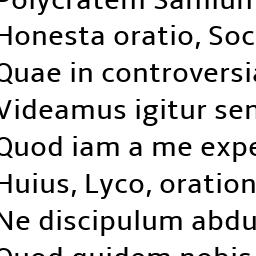 Polycratem Samium
Honesta oratio, Soc
Quae in controversia
Videamus igitur sen
Quod iam a me expe
Huius, Lyco, oration
Ne discipulum abdu
Quod quidem nobis